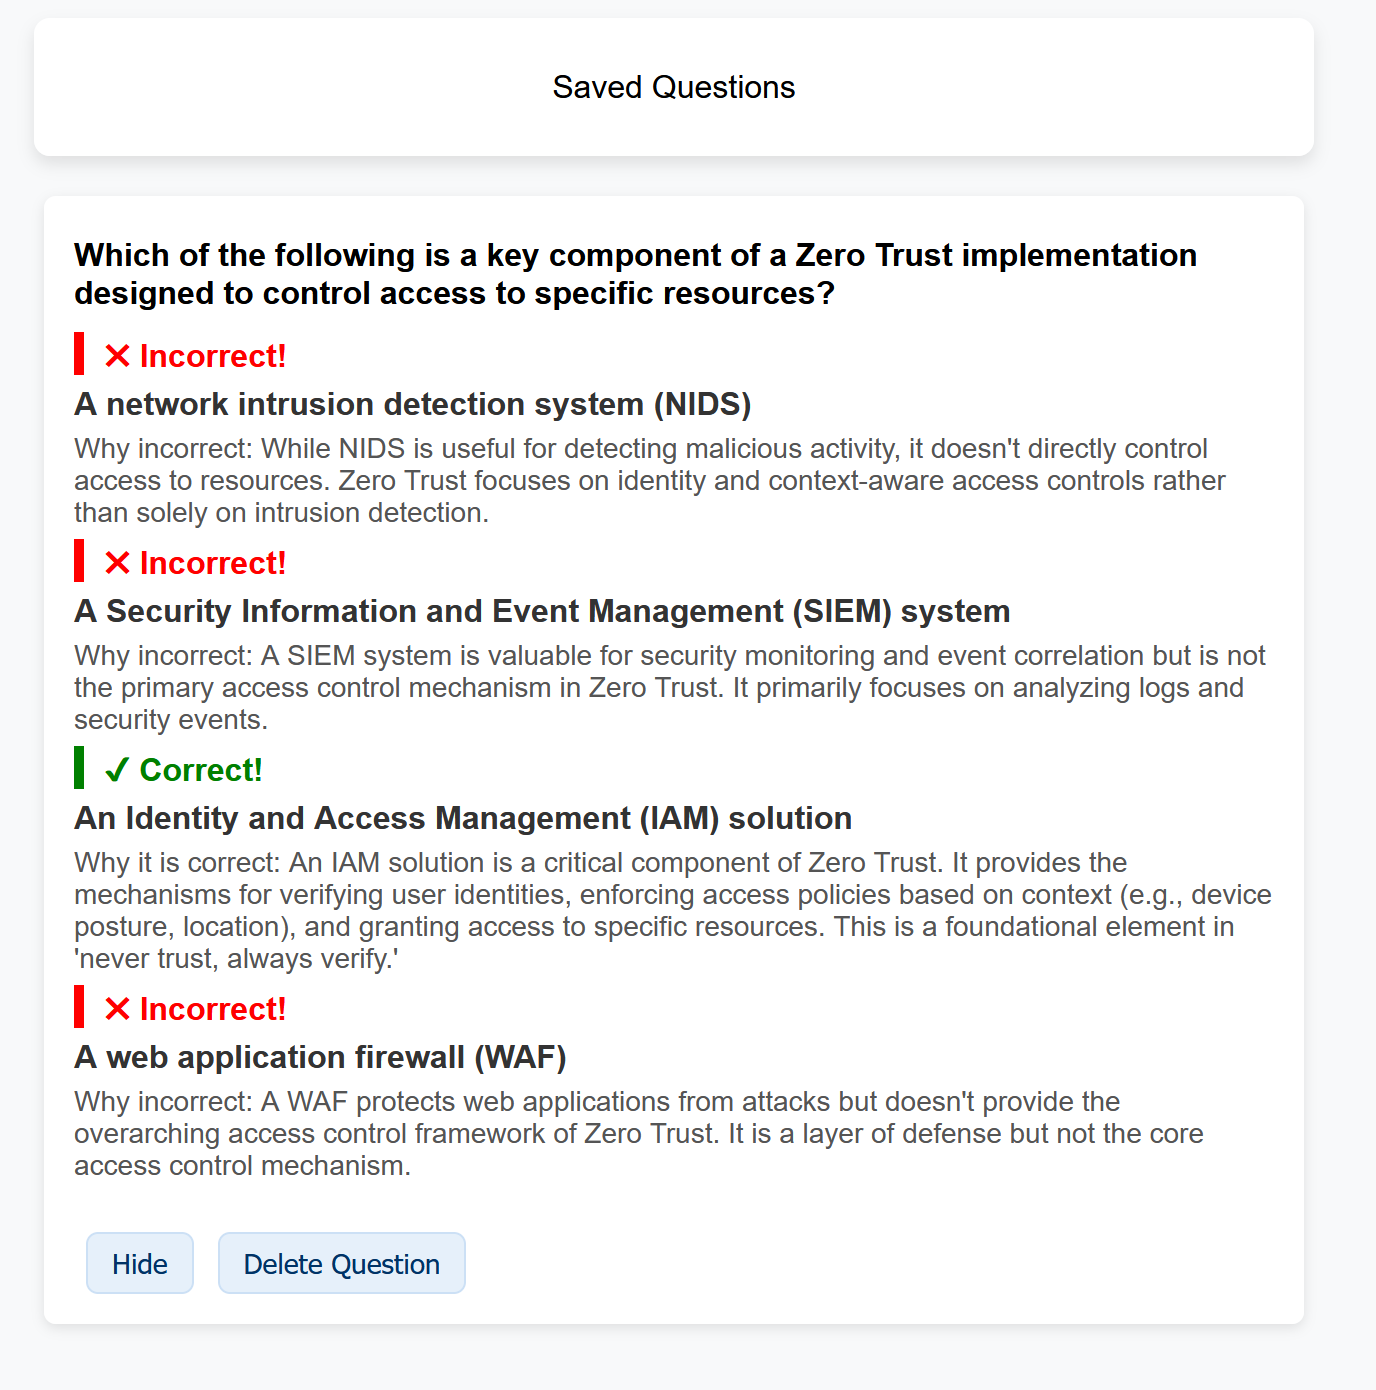 Saved Questions
Which of the following is a key component of a Zero Trust implementation
designed to control access to specific resources?
✕ Incorrect!
A network intrusion detection system (NIDS)
Why incorrect: While NIDS is useful for detecting malicious activity, it doesn't directly control
access to resources. Zero Trust focuses on identity and context-aware access controls rather
than solely on intrusion detection.
✕ Incorrect!
A Security Information and Event Management (SIEM) system
Why incorrect: A SIEM system is valuable for security monitoring and event correlation but is not
the primary access control mechanism in Zero Trust. It primarily focuses on analyzing logs and
security events.
✓ Correct!
An Identity and Access Management (IAM) solution
Why it is correct: An IAM solution is a critical component of Zero Trust. It provides the
mechanisms for verifying user identities, enforcing access policies based on context (e.g., device
posture, location), and granting access to specific resources. This is a foundational element in
'never trust, always verify.'
✕ Incorrect!
A web application firewall (WAF)
Why incorrect: A WAF protects web applications from attacks but doesn't provide the
overarching access control framework of Zero Trust. It is a layer of defense but not the core
access control mechanism.
Hide
Delete Question